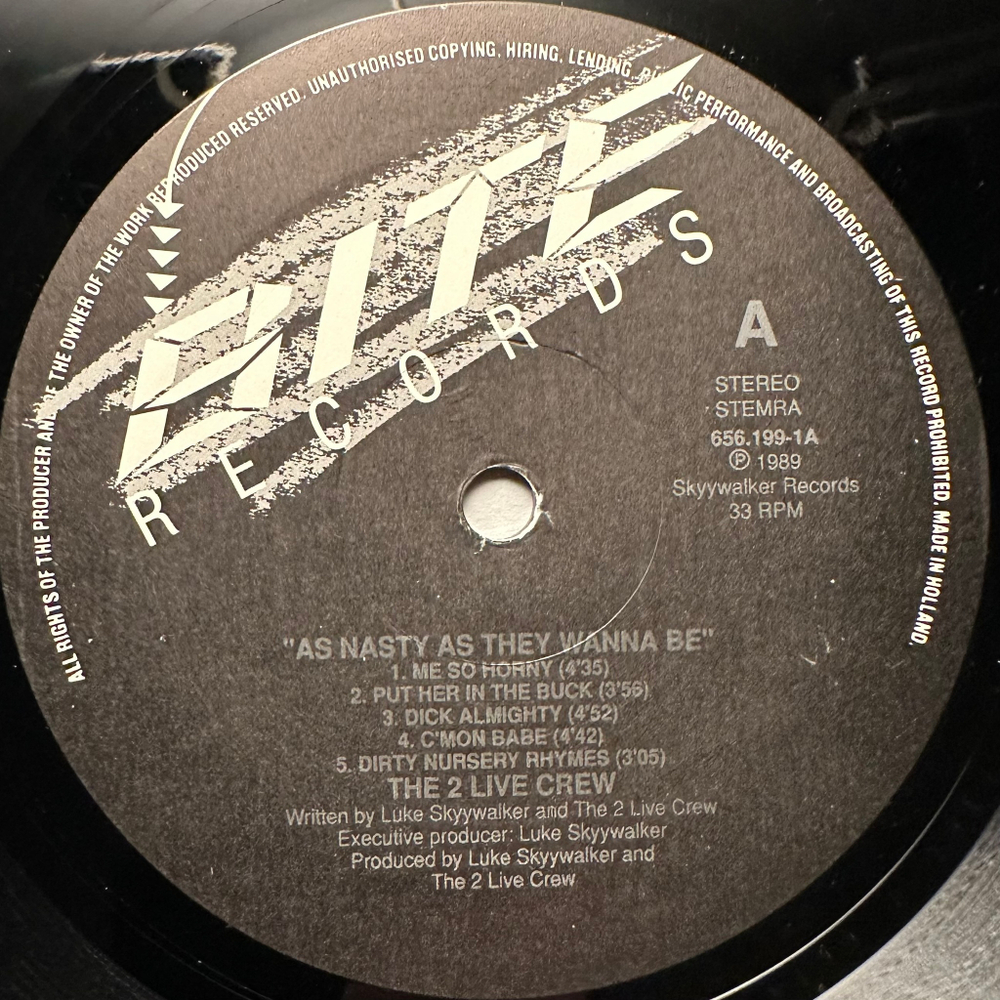 ALL RIGHTS OF THE PRODUCER AND OF THE OWNER OF THE WORK REPRODUCED RESERVED. UNAUTHORISED COPYING, HIRING, LENDING, PUBLIC PERFORMANCE AND BROADCASTING OF THIS RECORD PROHIBITED. MADE IN HOLLAND.
BITE
RECORDS
A
STEREO
STEMRA
656.199-1A
Ⓟ 1989
Skyywalker Records
33 RPM
"AS NASTY AS THEY WANNA BE"
1. ME SO HORNY (4'35)
2. PUT HER IN THE BUCK (3'56)
3. DICK ALMIGHTY (4'52)
4. C'MON BABE (4'42)
5. DIRTY NURSERY RHYMES (3'05)
THE 2 LIVE CREW
Written by Luke Skyywalker and The 2 Live Crew
Executive producer: Luke Skyywalker
Produced by Luke Skyywalker and
The 2 Live Crew